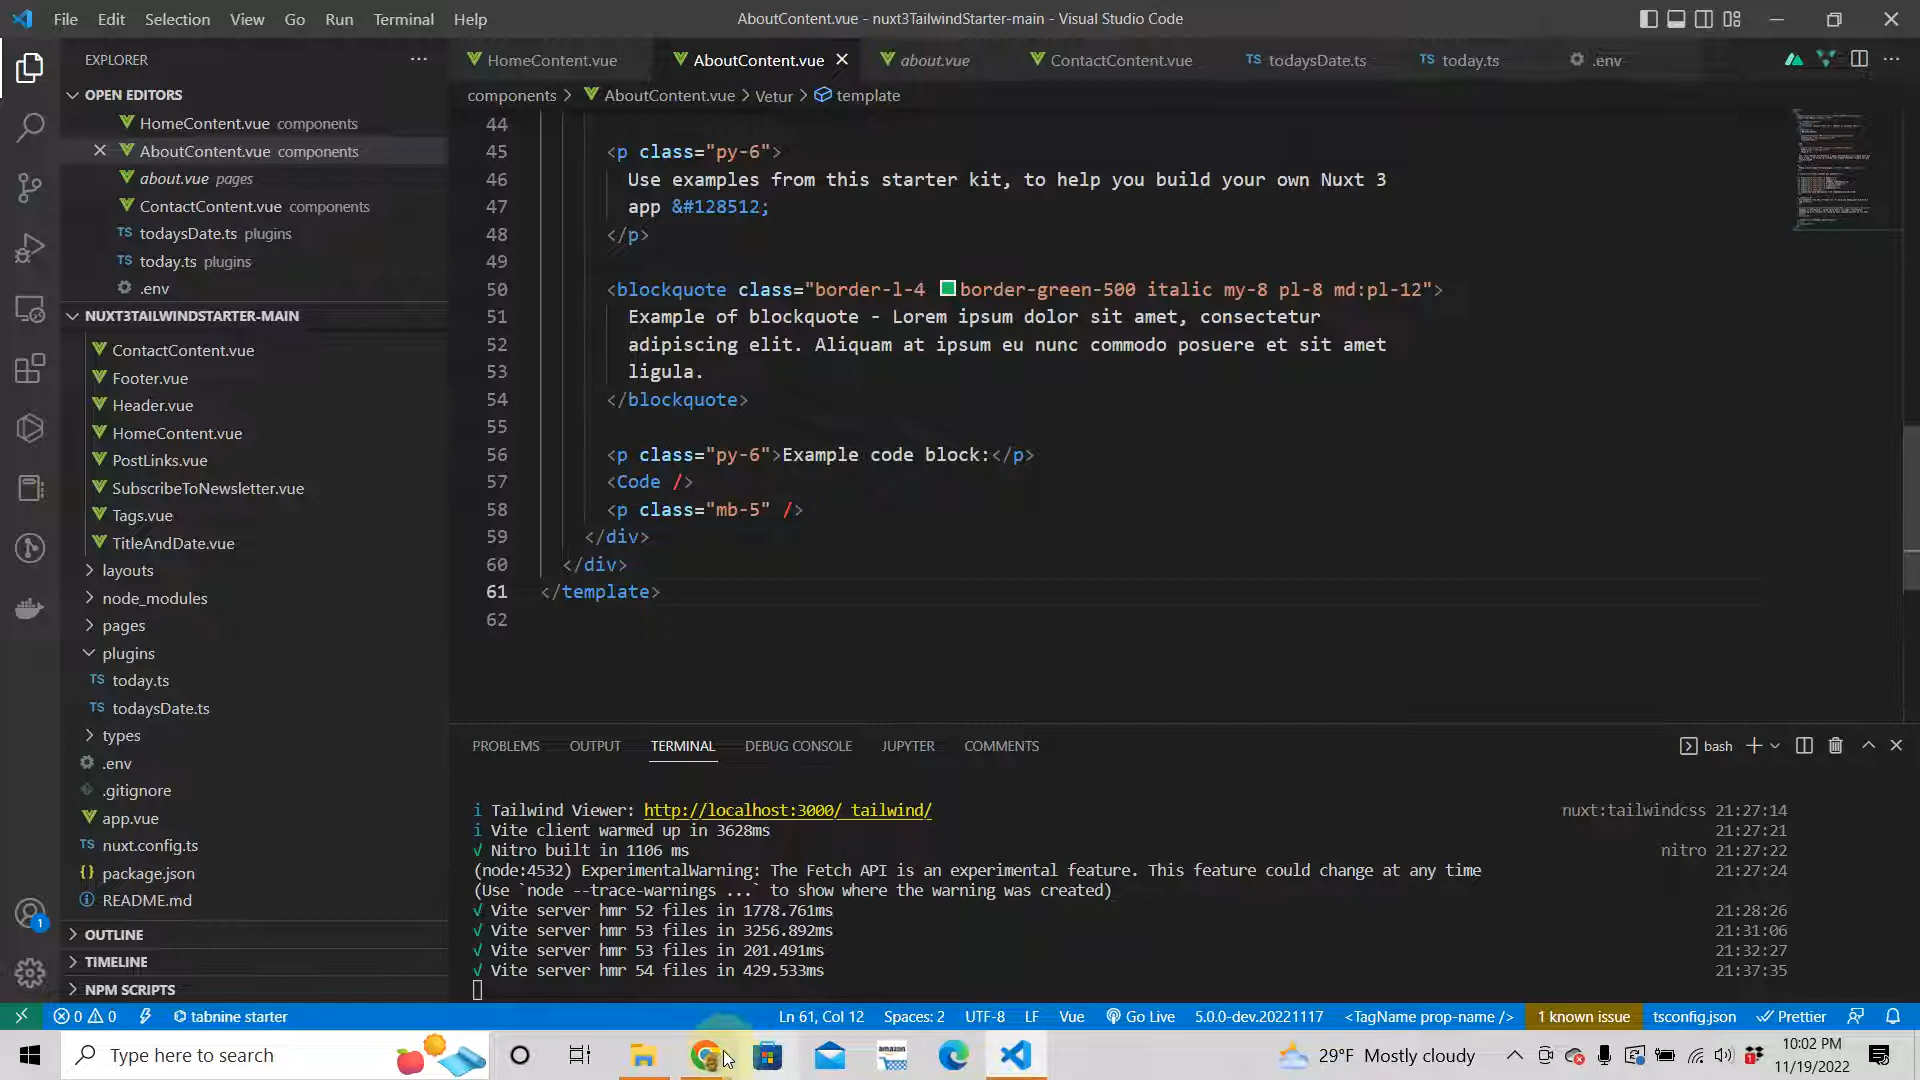 File Edit Selection View Go Run Terminal Help
AboutContent.vue - nuxt3TailwindStarter-main - Visual Studio Code
EXPLORER
OPEN EDITORS
HomeContent.vue components
AboutContent.vue components
about.vue pages
ContactContent.vue components
TS todaysDate.ts plugins
TS today.ts plugins
.env
NUXT3TAILWINDSTARTER-MAIN
ContactContent.vue
Footer.vue
Header.vue
HomeContent.vue
PostLinks.vue
SubscribeToNewsletter.vue
Tags.vue
TitleAndDate.vue
layouts
node_modules
pages
plugins
TS today.ts
TS todaysDate.ts
types
.env
.gitignore
app.vue
TS nuxt.config.ts
{} package.json
README.md
OUTLINE
TIMELINE
NPM SCRIPTS
1
HomeContent.vue AboutContent.vue about.vue ContactContent.vue TS todaysDate.ts TS today.ts .env
components > AboutContent.vue > Vetur > template
44
45 <p class="py-6">
46 Use examples from this starter kit, to help you build your own Nuxt 3
47 app &#128512;
48 </p>
49
50 <blockquote class="border-l-4 border-green-500 italic my-8 pl-8 md:pl-12">
51 Example of blockquote - Lorem ipsum dolor sit amet, consectetur
52 adipiscing elit. Aliquam at ipsum eu nunc commodo posuere et sit amet
53 ligula.
54 </blockquote>
55
56 <p class="py-6">Example code block:</p>
57 <Code />
58 <p class="mb-5" />
59 </div>
60 </div>
61 </template>
62
PROBLEMS OUTPUT TERMINAL DEBUG CONSOLE JUPYTER COMMENTS
bash
i Tailwind Viewer: http://localhost:3000/_tailwind/ nuxt:tailwindcss 21:27:14
i Vite client warmed up in 3628ms 21:27:21
√ Nitro built in 1106 ms nitro 21:27:22
(node:4532) ExperimentalWarning: The Fetch API is an experimental feature. This feature could change at any time 21:27:24
(Use `node --trace-warnings ...` to show where the warning was created)
√ Vite server hmr 52 files in 1778.761ms 21:28:26
√ Vite server hmr 53 files in 3256.892ms 21:31:06
√ Vite server hmr 53 files in 201.491ms 21:32:27
√ Vite server hmr 54 files in 429.533ms 21:37:35
0 0 tabnine starter Ln 61, Col 12 Spaces: 2 UTF-8 LF Vue Go Live 5.0.0-dev.20221117 <TagName prop-name /> 1 known issue tsconfig.json Prettier
Type here to search
amazon
29°F Mostly cloudy
10:02 PM
11/19/2022